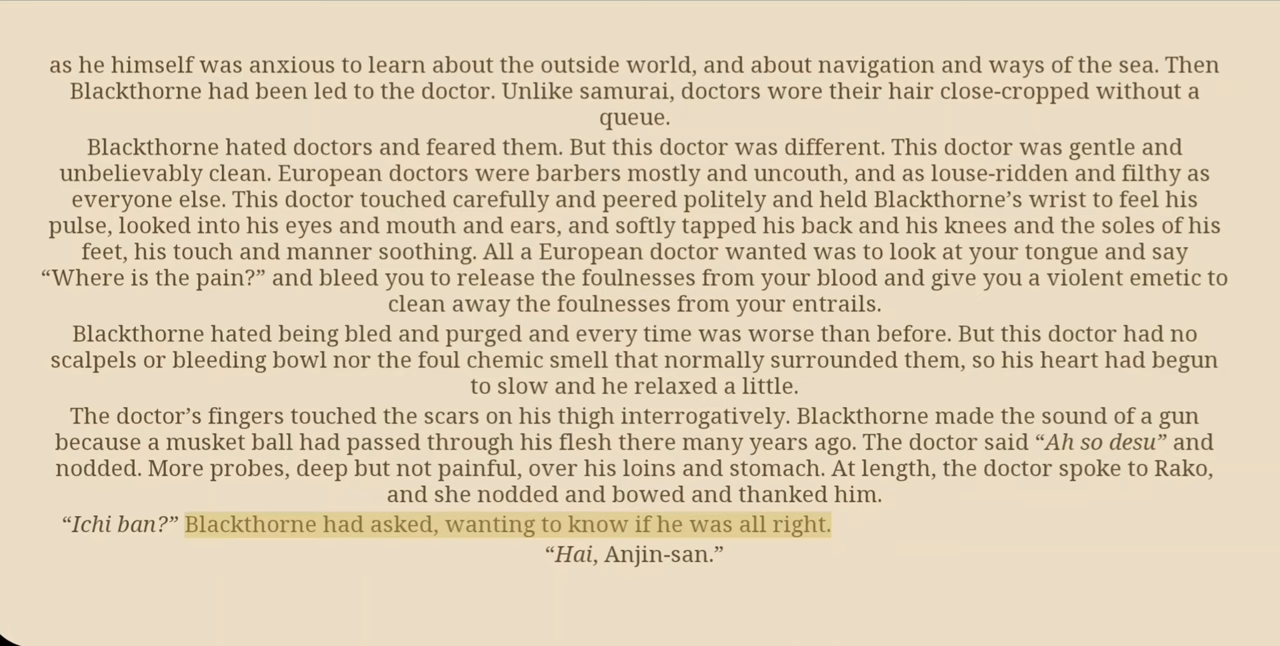 as he himself was anxious to learn about the outside world, and about navigation and ways of the sea. Then
Blackthorne had been led to the doctor. Unlike samurai, doctors wore their hair close-cropped without a
queue.
Blackthorne hated doctors and feared them. But this doctor was different. This doctor was gentle and
unbelievably clean. European doctors were barbers mostly and uncouth, and as louse-ridden and filthy as
everyone else. This doctor touched carefully and peered politely and held Blackthorne’s wrist to feel his
pulse, looked into his eyes and mouth and ears, and softly tapped his back and his knees and the soles of his
feet, his touch and manner soothing. All a European doctor wanted was to look at your tongue and say
“Where is the pain?” and bleed you to release the foulnesses from your blood and give you a violent emetic to
clean away the foulnesses from your entrails.
Blackthorne hated being bled and purged and every time was worse than before. But this doctor had no
scalpels or bleeding bowl nor the foul chemic smell that normally surrounded them, so his heart had begun
to slow and he relaxed a little.
The doctor’s fingers touched the scars on his thigh interrogatively. Blackthorne made the sound of a gun
because a musket ball had passed through his flesh there many years ago. The doctor said “Ah so desu” and
nodded. More probes, deep but not painful, over his loins and stomach. At length, the doctor spoke to Rako,
and she nodded and bowed and thanked him.
“Ichi ban?” Blackthorne had asked, wanting to know if he was all right.
“Hai, Anjin-san.”